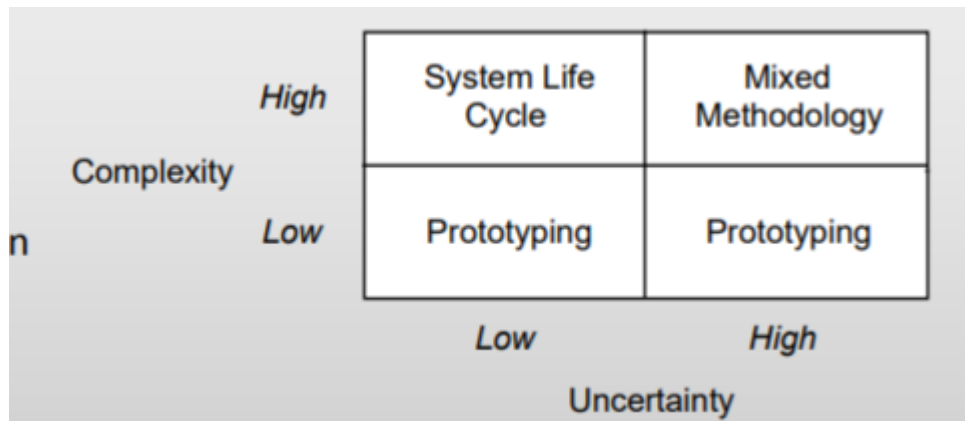 High
System Life
Cycle
Mixed
Methodology
Complexity
n
Low
Prototyping
Prototyping
Low
High
Uncertainty